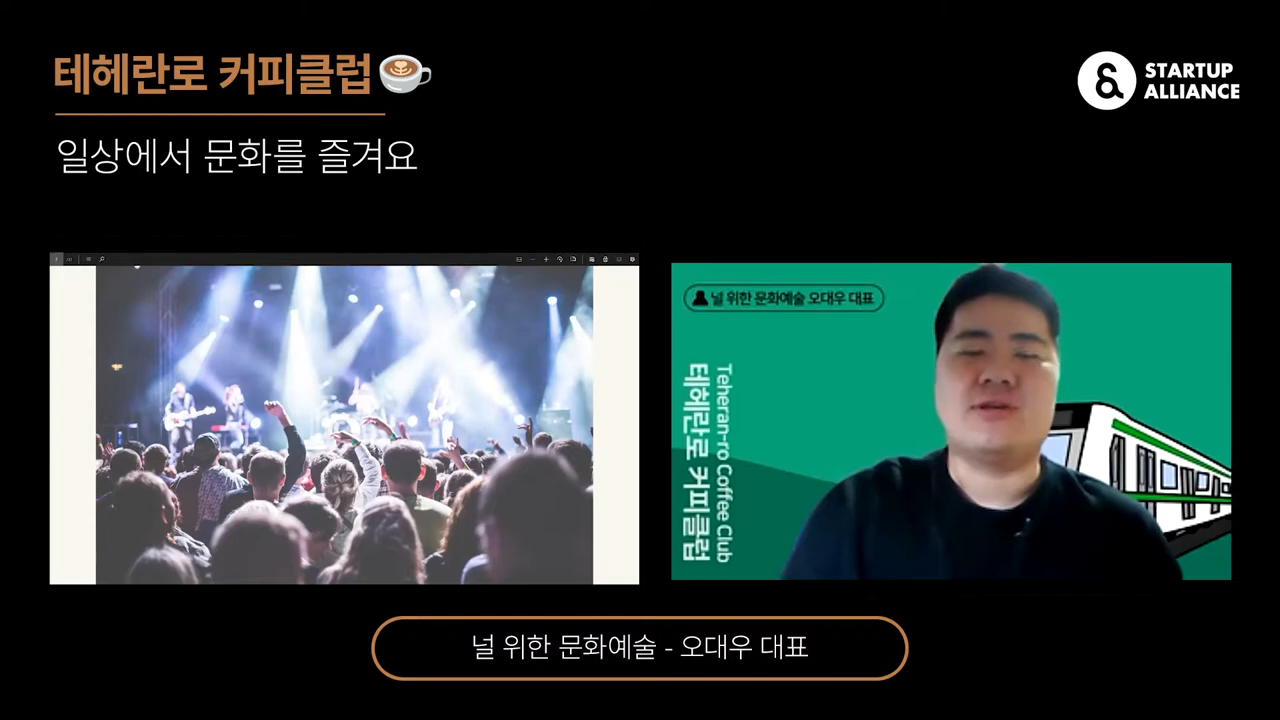 테헤란로 커피클럽
STARTUP
ALLIANCE
일상에서 문화를 즐겨요
널 위한 문화예술 오대우 대표
Teheran-ro Coffee Club
테헤란로 커피클럽
널 위한 문화예술 - 오대우 대표